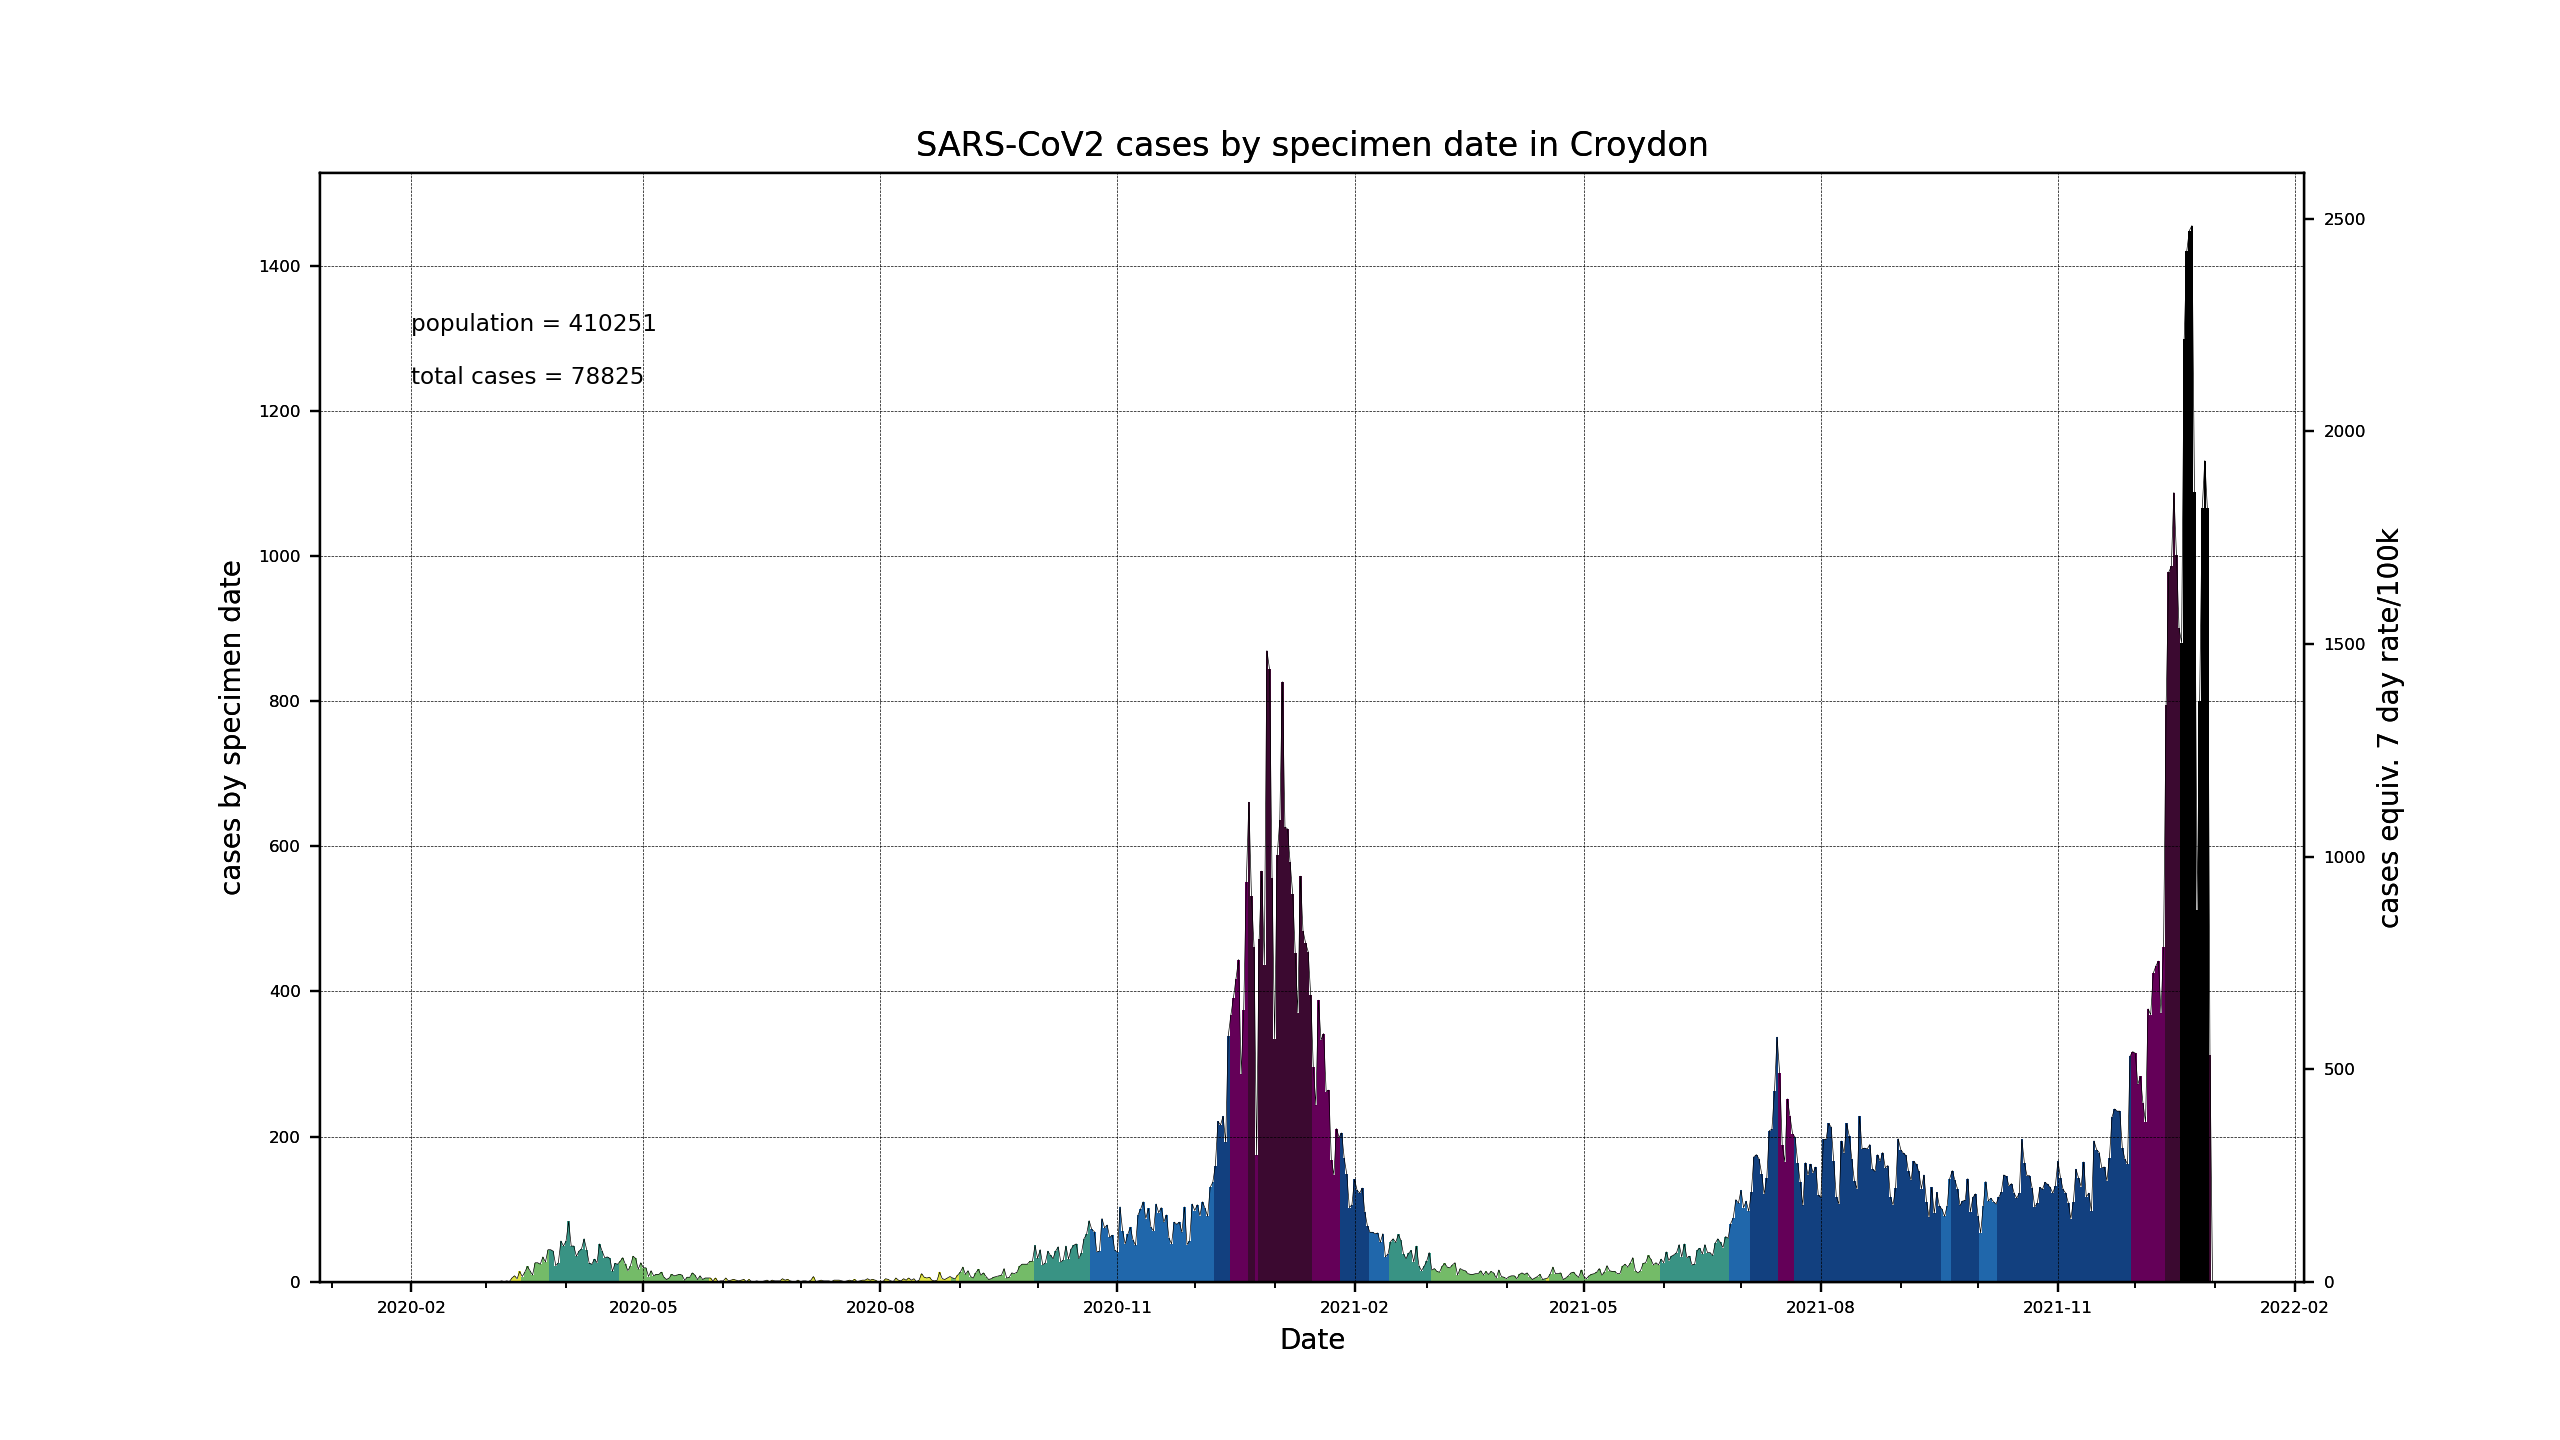 SARS-CoV2 cases by specimen date in Croydon
population = 410251
total cases = 78825
cases by specimen date
1400
1200
1000
800
600
400
200
0
2500
2000
1500
1000
500
0
cases equiv. 7 day rate/100k
2020-02 2020-05 2020-08 2020-11 2021-02 2021-05 2021-08 2021-11 2022-02
Date